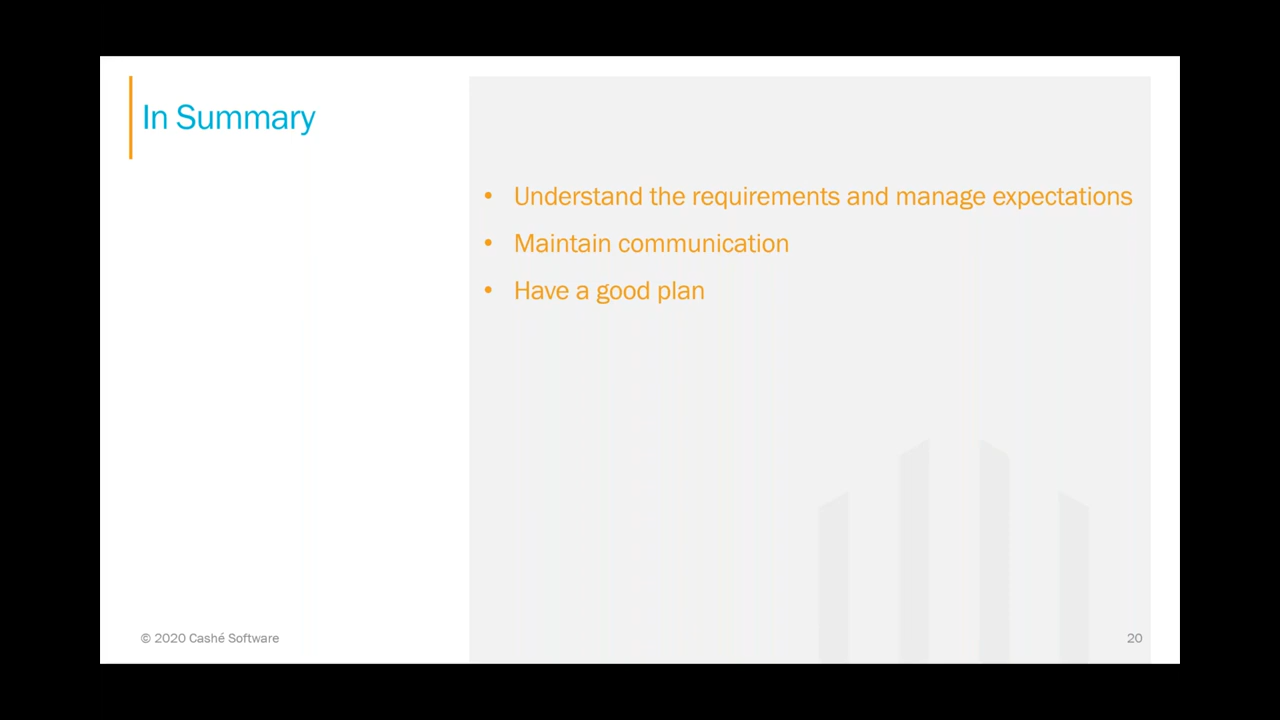 In Summary
• Understand the requirements and manage expectations
• Maintain communication
• Have a good plan
© 2020 Cashé Software
20